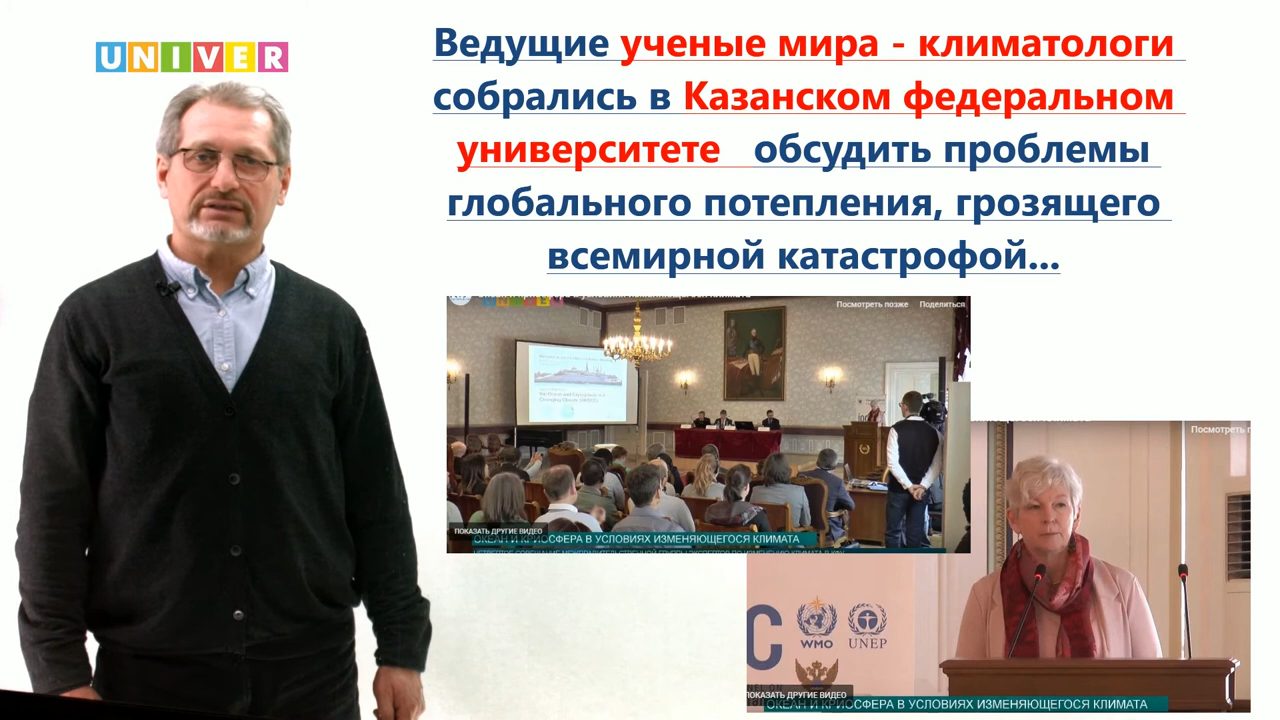 UNIVER
Ведущие ученые мира - климатологи
собрались в Казанском федеральном
университете обсудить проблемы
глобального потепления, грозящего
всемирной катастрофой...
Посмотреть позже Поделиться
ПОКАЗАТЬ ДРУГИЕ ВИДЕО
ОКЕАН И КРИОСФЕРА В УСЛОВИЯХ ИЗМЕНЯЮЩЕГОСЯ КЛИМАТА
Посмотреть п
C
WMO
UNEP
ПОКАЗАТЬ ДРУГИЕ ВИДЕО
ОКЕАН И КРИОСФЕРА В УСЛОВИЯХ ИЗМЕНЯЮЩЕГОСЯ КЛИМАТА